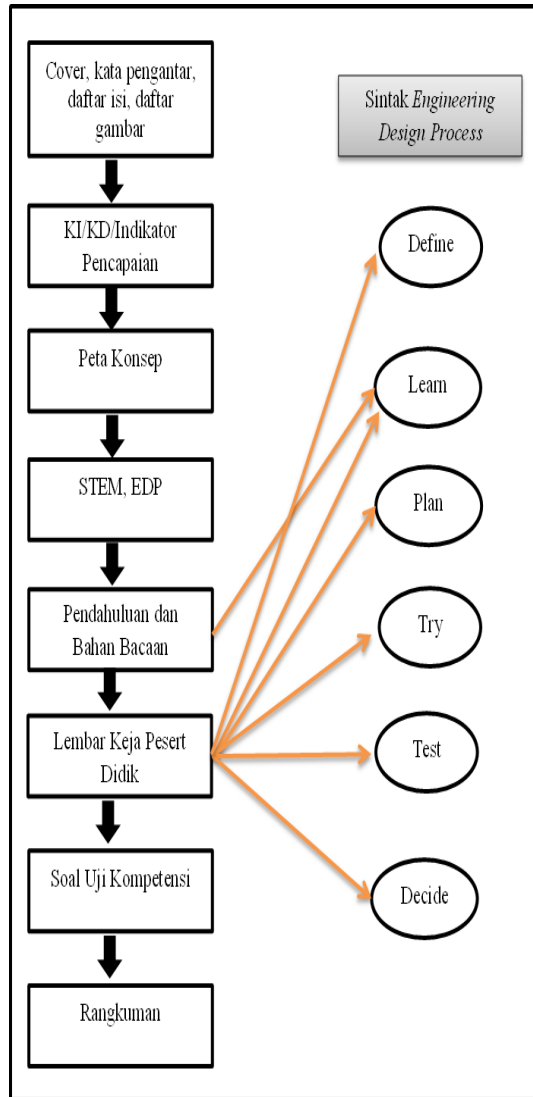 Cover, kata pengantar,
daftar isi, daftar
gambar
Sintak Engineering
Design Process
KI/KD/Indikator
Pencapaian
Define
Peta Konsep
Learn
STEM, EDP
Plan
Pendahuluan dan
Bahan Bacaan
Try
Lembar Keja Pesert
Didik
Test
Soal Uji Kompetensi
Decide
Rangkuman